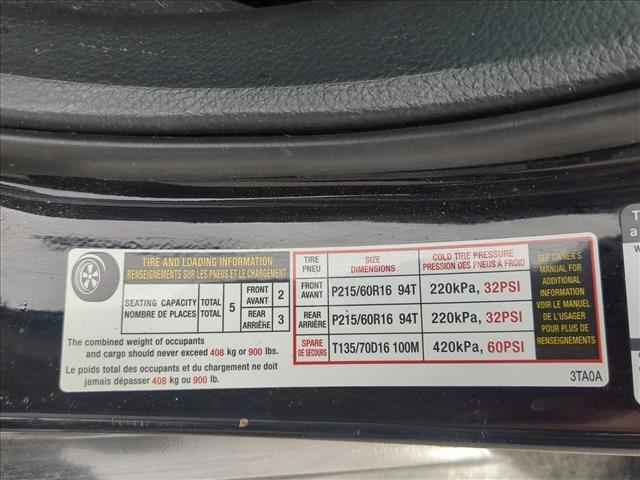 TIRE AND LOADING INFORMATION
RENSEIGNEMENTS SUR LES PNEUS ET LE CHARGEMENT
SEATING CAPACITY TOTAL 5 FRONT 2
NOMBRE DE PLACES TOTAL AVANT
REAR 3
ARRIÈRE
The combined weight of occupants
and cargo should never exceed 408 kg or 900 lbs.
Le poids total des occupants et du chargement ne doit
jamais dépasser 408 kg ou 900 lb.
TIRE SIZE COLD TIRE PRESSURE
PNEU DIMENSIONS PRESSION DES PNEUS À FROID
FRONT P215/60R16 94T 220kPa, 32PSI
AVANT
REAR P215/60R16 94T 220kPa, 32PSI
ARRIÈRE
SPARE T135/70D16 100M 420kPa, 60PSI
DE SECOURS
SEE OWNER'S
MANUAL FOR
ADDITIONAL
INFORMATION
VOIR LE MANUEL
DE L'USAGER
POUR PLUS DE
RENSEIGNEMENTS
3TA0A